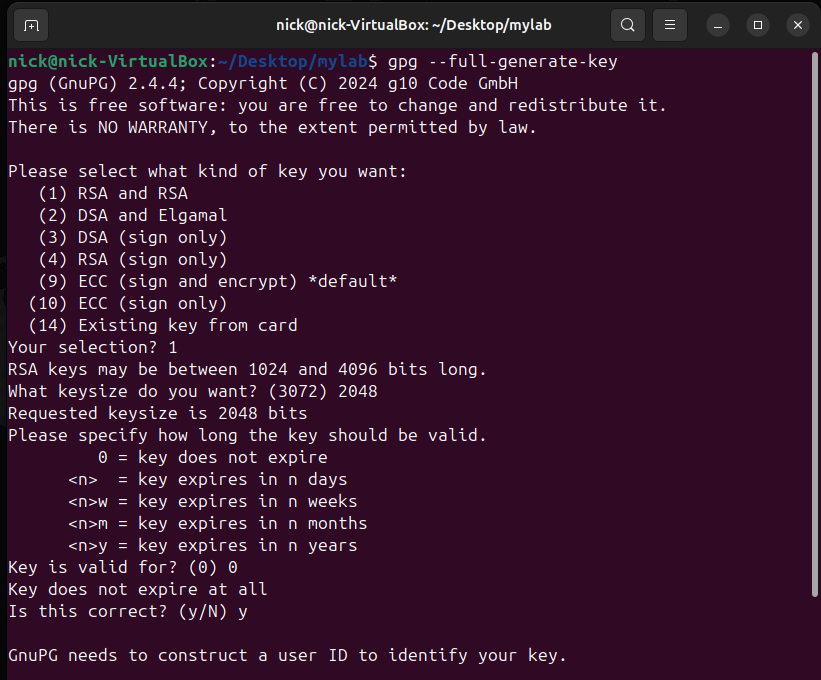 nick@nick-VirtualBox: ~/Desktop/mylab
nick@nick-VirtualBox:~/Desktop/mylab$ gpg --full-generate-key
gpg (GnuPG) 2.4.4; Copyright (C) 2024 g10 Code GmbH
This is free software: you are free to change and redistribute it.
There is NO WARRANTY, to the extent permitted by law.

Please select what kind of key you want:
   (1) RSA and RSA
   (2) DSA and Elgamal
   (3) DSA (sign only)
   (4) RSA (sign only)
   (9) ECC (sign and encrypt) *default*
  (10) ECC (sign only)
  (14) Existing key from card
Your selection? 1
RSA keys may be between 1024 and 4096 bits long.
What keysize do you want? (3072) 2048
Requested keysize is 2048 bits
Please specify how long the key should be valid.
         0 = key does not expire
      <n>  = key expires in n days
      <n>w = key expires in n weeks
      <n>m = key expires in n months
      <n>y = key expires in n years
Key is valid for? (0) 0
Key does not expire at all
Is this correct? (y/N) y

GnuPG needs to construct a user ID to identify your key.